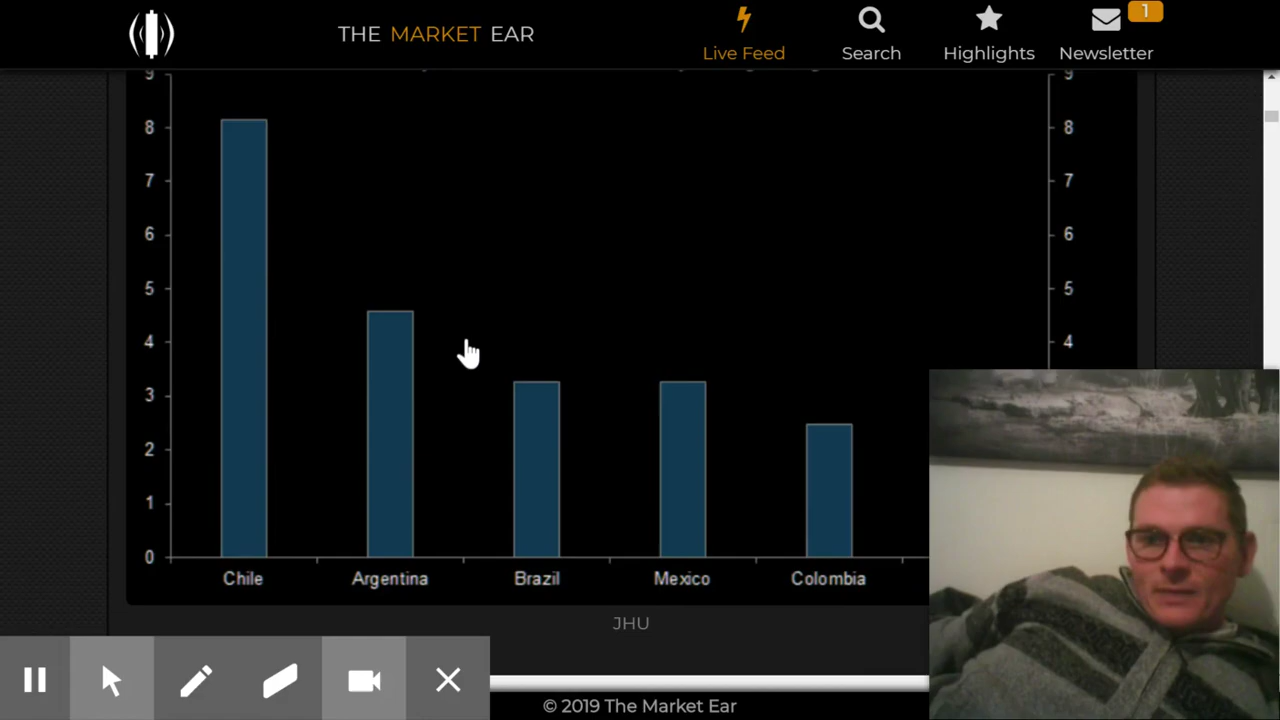 THE MARKET EAR
Live Feed
Search
Highlights
Newsletter
1
9
9
8
8
7
7
6
6
5
5
4
4
3
2
1
0
Chile
Argentina
Brazil
Mexico
Colombia
JHU
© 2019 The Market Ear